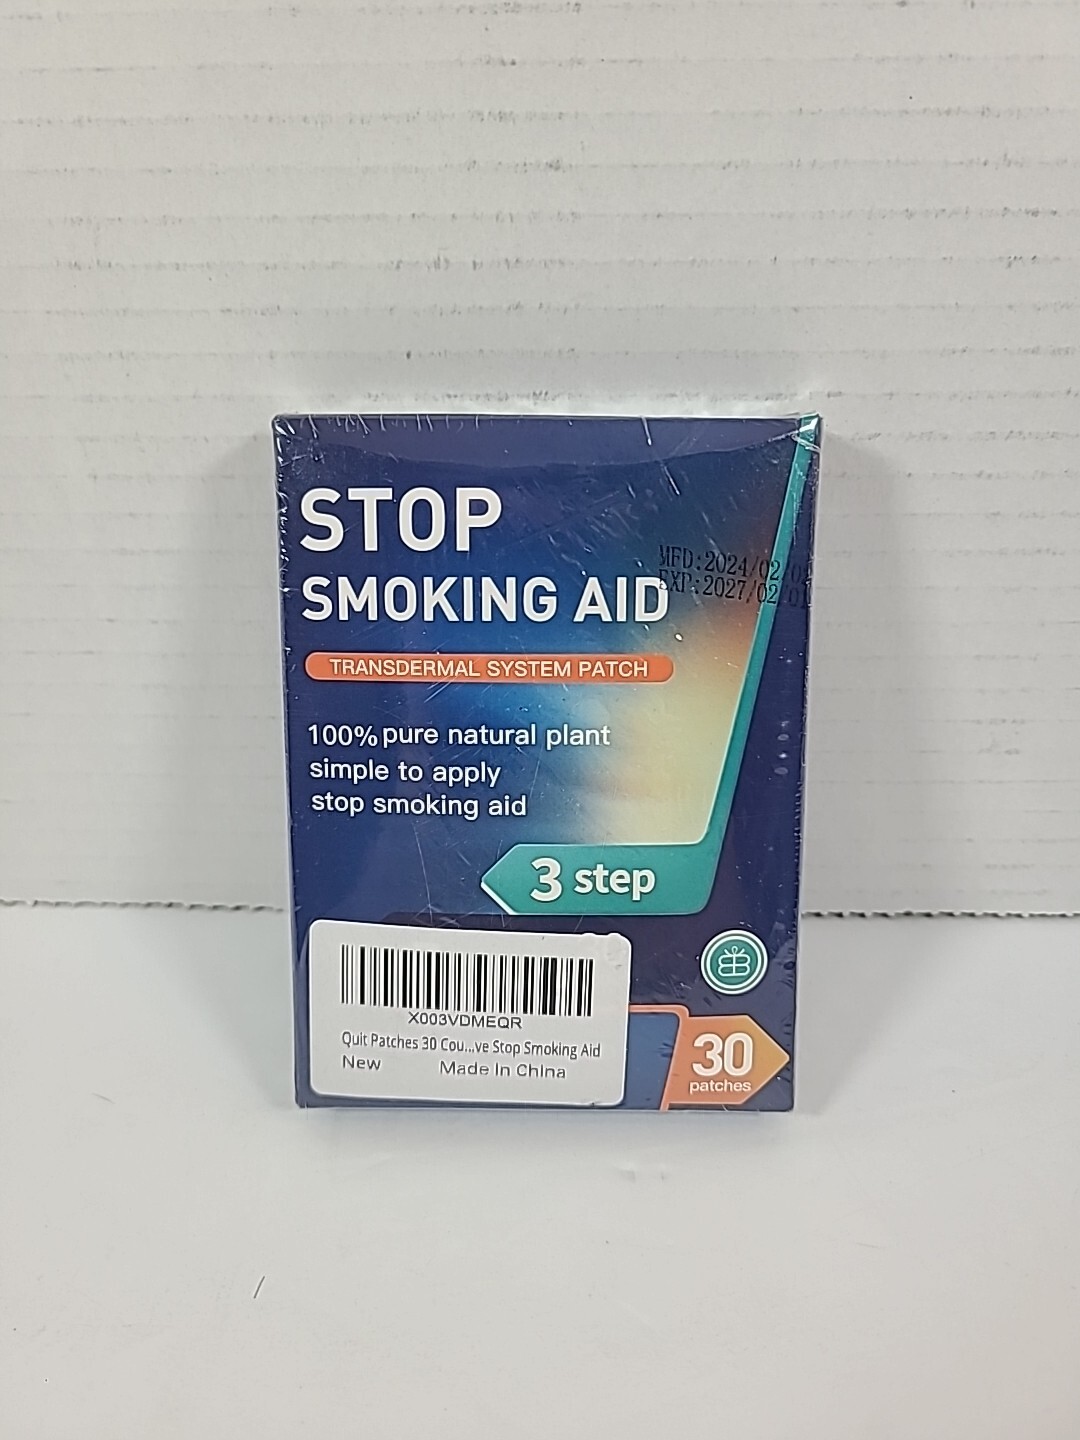 STOP
SMOKING AID
MFD:2024/02/0
EXP:2027/02/01
TRANSDERMAL SYSTEM PATCH
100% pure natural plant
simple to apply
stop smoking aid
3 step
X003VDMEQR
Quit Patches 30 Cou...ve Stop Smoking Aid
New Made In China
30
patches